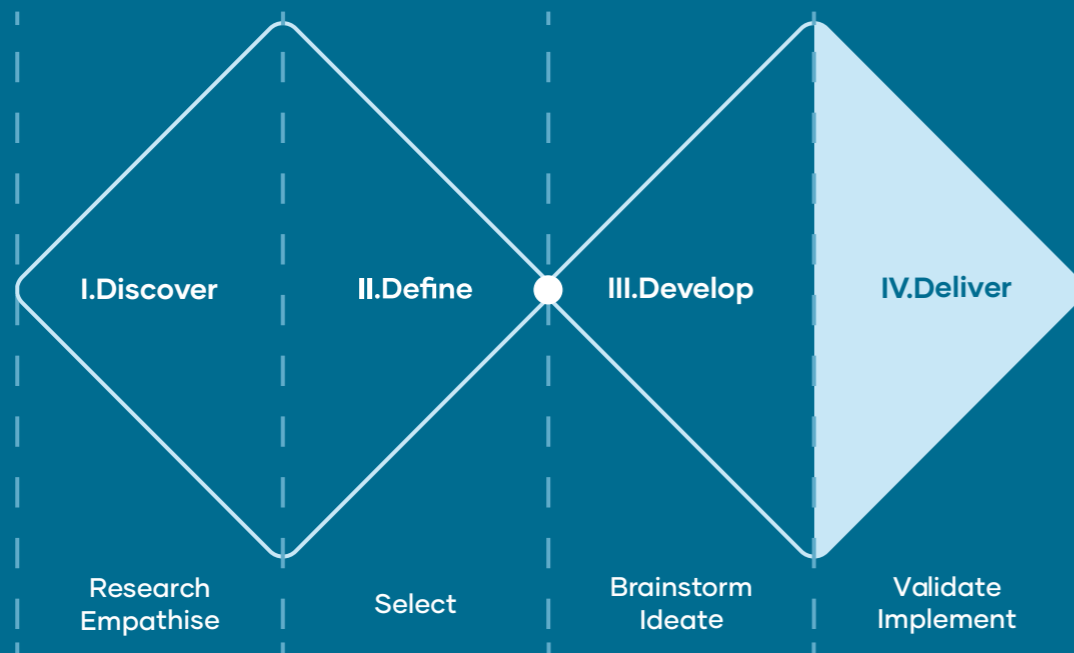 I.Discover
II.Define
III.Develop
IV.Deliver
Research
Empathise
Select
Brainstorm
Ideate
Validate
Implement